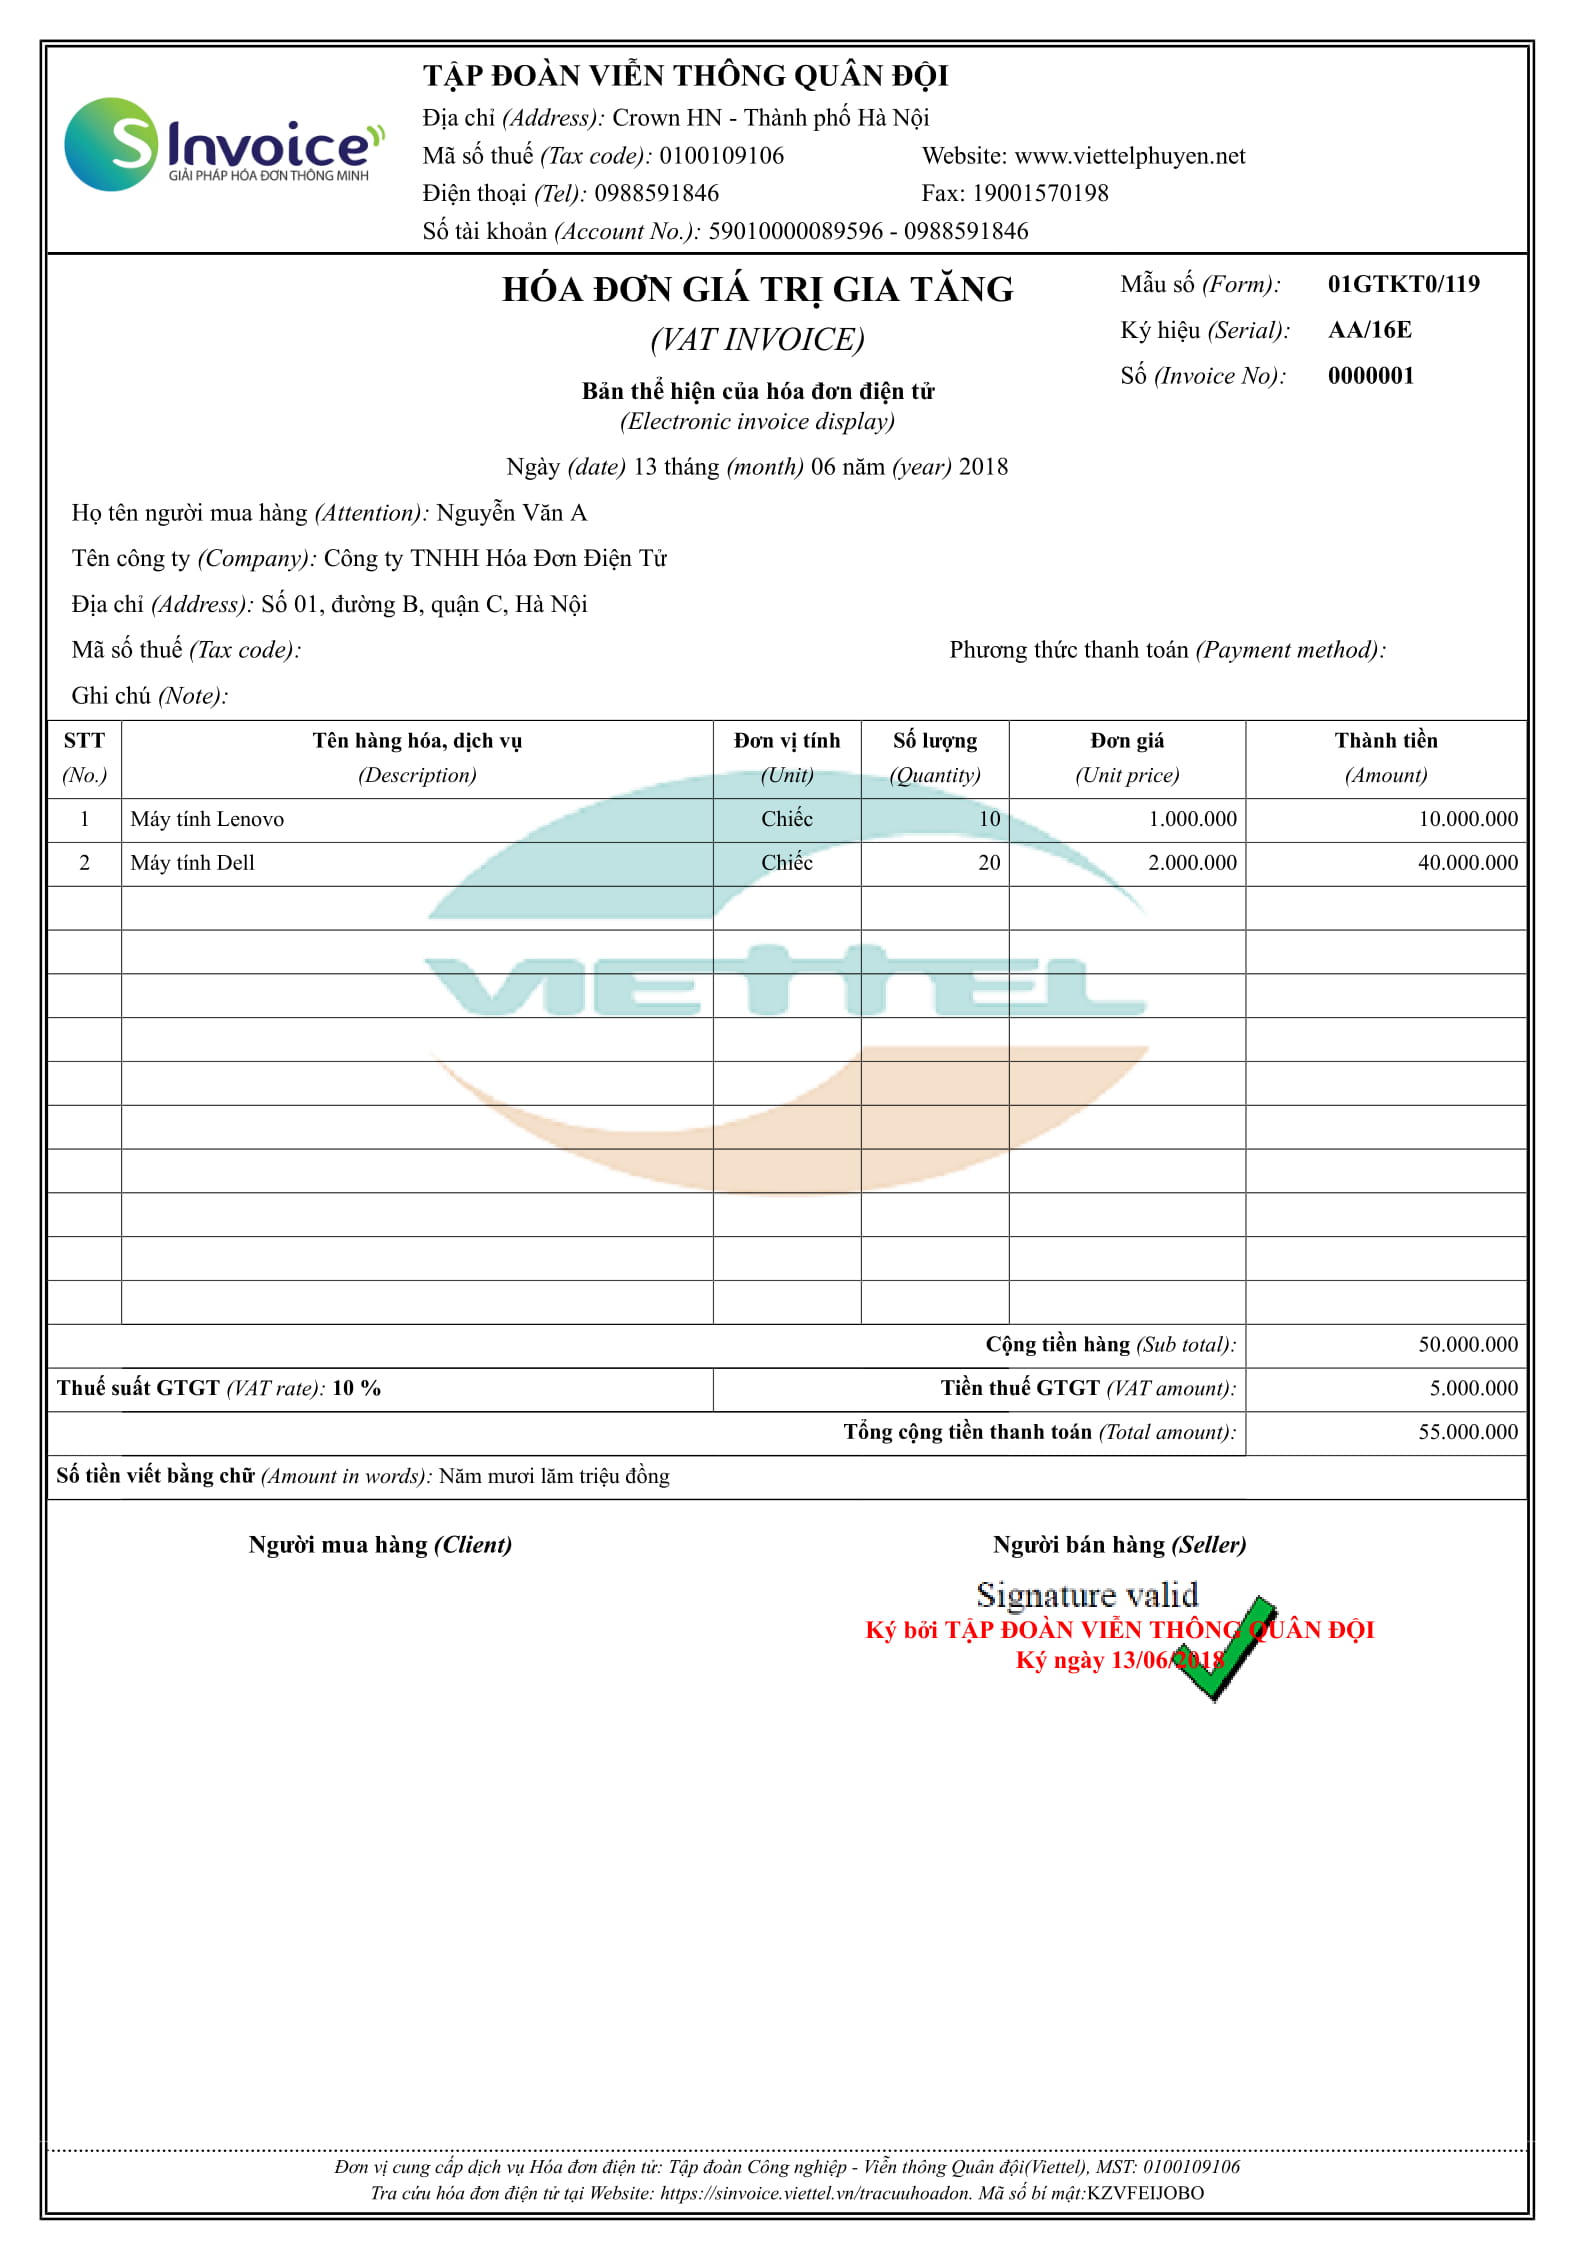 S Invoice
GIẢI PHÁP HÓA ĐƠN THÔNG MINH
TẬP ĐOÀN VIỄN THÔNG QUÂN ĐỘI
Địa chỉ (Address): Crown HN - Thành phố Hà Nội
Mã số thuế (Tax code): 0100109106 Website: www.viettelphuyen.net
Điện thoại (Tel): 0988591846 Fax: 19001570198
Số tài khoản (Account No.): 59010000089596 - 0988591846
HÓA ĐƠN GIÁ TRỊ GIA TĂNG
(VAT INVOICE)
Bản thể hiện của hóa đơn điện tử
(Electronic invoice display)
Ngày (date) 13 tháng (month) 06 năm (year) 2018
Mẫu số (Form): 01GTKT0/119
Ký hiệu (Serial): AA/16E
Số (Invoice No): 0000001
Họ tên người mua hàng (Attention): Nguyễn Văn A
Tên công ty (Company): Công ty TNHH Hóa Đơn Điện Tử
Địa chỉ (Address): Số 01, đường B, quận C, Hà Nội
Mã số thuế (Tax code): Phương thức thanh toán (Payment method):
Ghi chú (Note):
STT Tên hàng hóa, dịch vụ Đơn vị tính Số lượng Đơn giá Thành tiền
(No.) (Description) (Unit) (Quantity) (Unit price) (Amount)
1 Máy tính Lenovo Chiếc 10 1.000.000 10.000.000
2 Máy tính Dell Chiếc 20 2.000.000 40.000.000
VIETTEL
Cộng tiền hàng (Sub total): 50.000.000
Thuế suất GTGT (VAT rate): 10 % Tiền thuế GTGT (VAT amount): 5.000.000
Tổng cộng tiền thanh toán (Total amount): 55.000.000
Số tiền viết bằng chữ (Amount in words): Năm mươi lăm triệu đồng
Người mua hàng (Client) Người bán hàng (Seller)
Signature valid
Ký bởi TẬP ĐOÀN VIỄN THÔNG QUÂN ĐỘI
Ký ngày 13/06/2018
Đơn vị cung cấp dịch vụ Hóa đơn điện tử: Tập đoàn Công nghiệp - Viễn thông Quân đội(Viettel), MST: 0100109106
Tra cứu hóa đơn điện tử tại Website: https://sinvoice.viettel.vn/tracuuhoadon. Mã số bí mật:KZVFEIJOBO